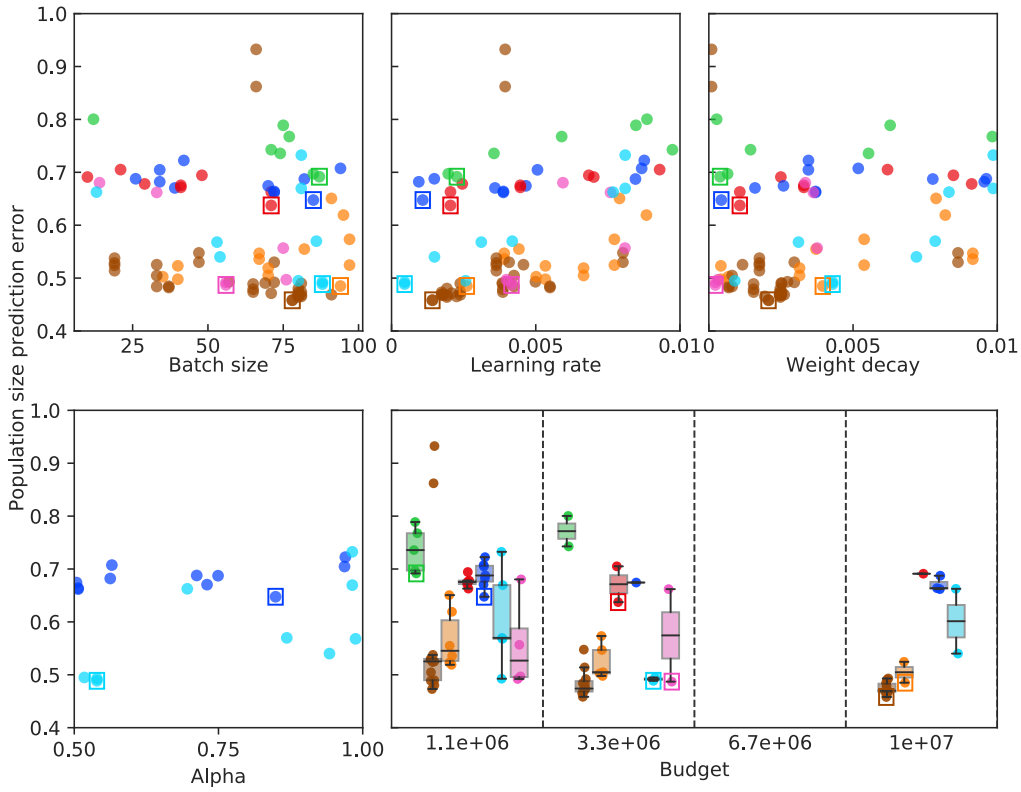 1.0
0.9
0.8
0.7
0.6
0.5
0.4
25 50 75 100
0 0.005 0.01
0 0.005 0.01
Batch size Learning rate Weight decay
Population size prediction error
1.0
0.9
0.8
0.7
0.6
0.5
0.4
0.50 0.75 1.00
1.1e+06 3.3e+06 6.7e+06 1e+07
Alpha Budget